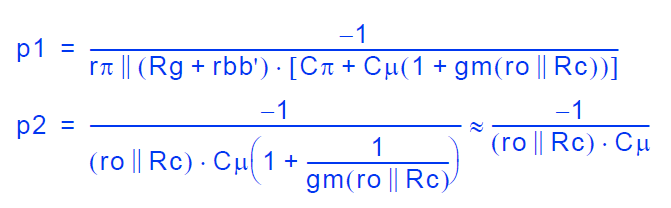 p1 = −1 / rπ || (Rg + rbb') · [Cπ + Cμ(1 + gm(ro || Rc))]
p2 = −1 / (ro || Rc) · Cμ(1 + 1 / gm(ro || Rc)) ≈ −1 / (ro || Rc) · Cμ